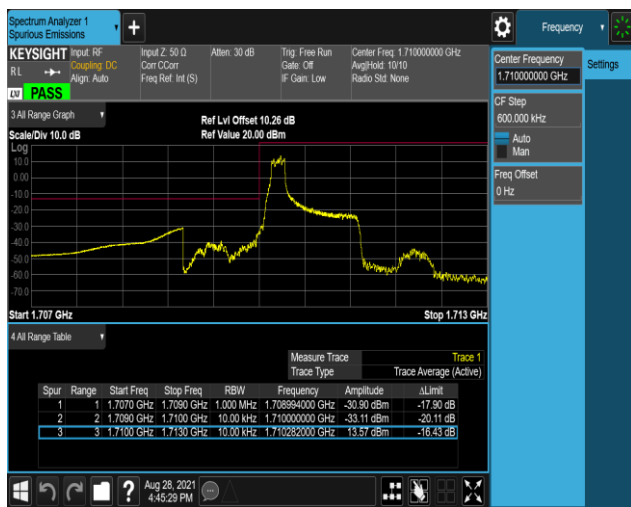 Spectrum Analyzer 1
Spurious Emissions
Frequency
KEYSIGHT Input: RF Input Z: 50 Ω Atten: 30 dB Trig: Free Run Center Freq: 1.710000000 GHz
RL Coupling: DC Corr CCorr Gate: Off Avg|Hold: 10/10
Align: Auto Freq Ref: Int (S) IF Gain: Low Radio Std: None
LXI PASS
Center Frequency
1.710000000 GHz
Settings
CF Step
600.000 kHz
Auto
Man
Freq Offset
0 Hz
3 All Range Graph
Ref Lvl Offset 10.26 dB
Scale/Div 10.0 dB Ref Value 20.00 dBm
Log
10.0
0.00
-10.0
-20.0
-30.0
-40.0
-50.0
-60.0
-70.0
Start 1.707 GHz Stop 1.713 GHz
4 All Range Table
Measure Trace Trace 1
Trace Type Trace Average (Active)
Spur Range Start Freq Stop Freq RBW Frequency Amplitude ΔLimit
1 1 1.7070 GHz 1.7090 GHz 1.000 MHz 1.708994000 GHz -30.90 dBm -17.90 dB
2 2 1.7090 GHz 1.7100 GHz 10.00 kHz 1.710000000 GHz -33.11 dBm -20.11 dB
3 3 1.7100 GHz 1.7130 GHz 10.00 kHz 1.710282000 GHz 13.57 dBm -16.43 dB
? Aug 28, 2021
4:45:29 PM